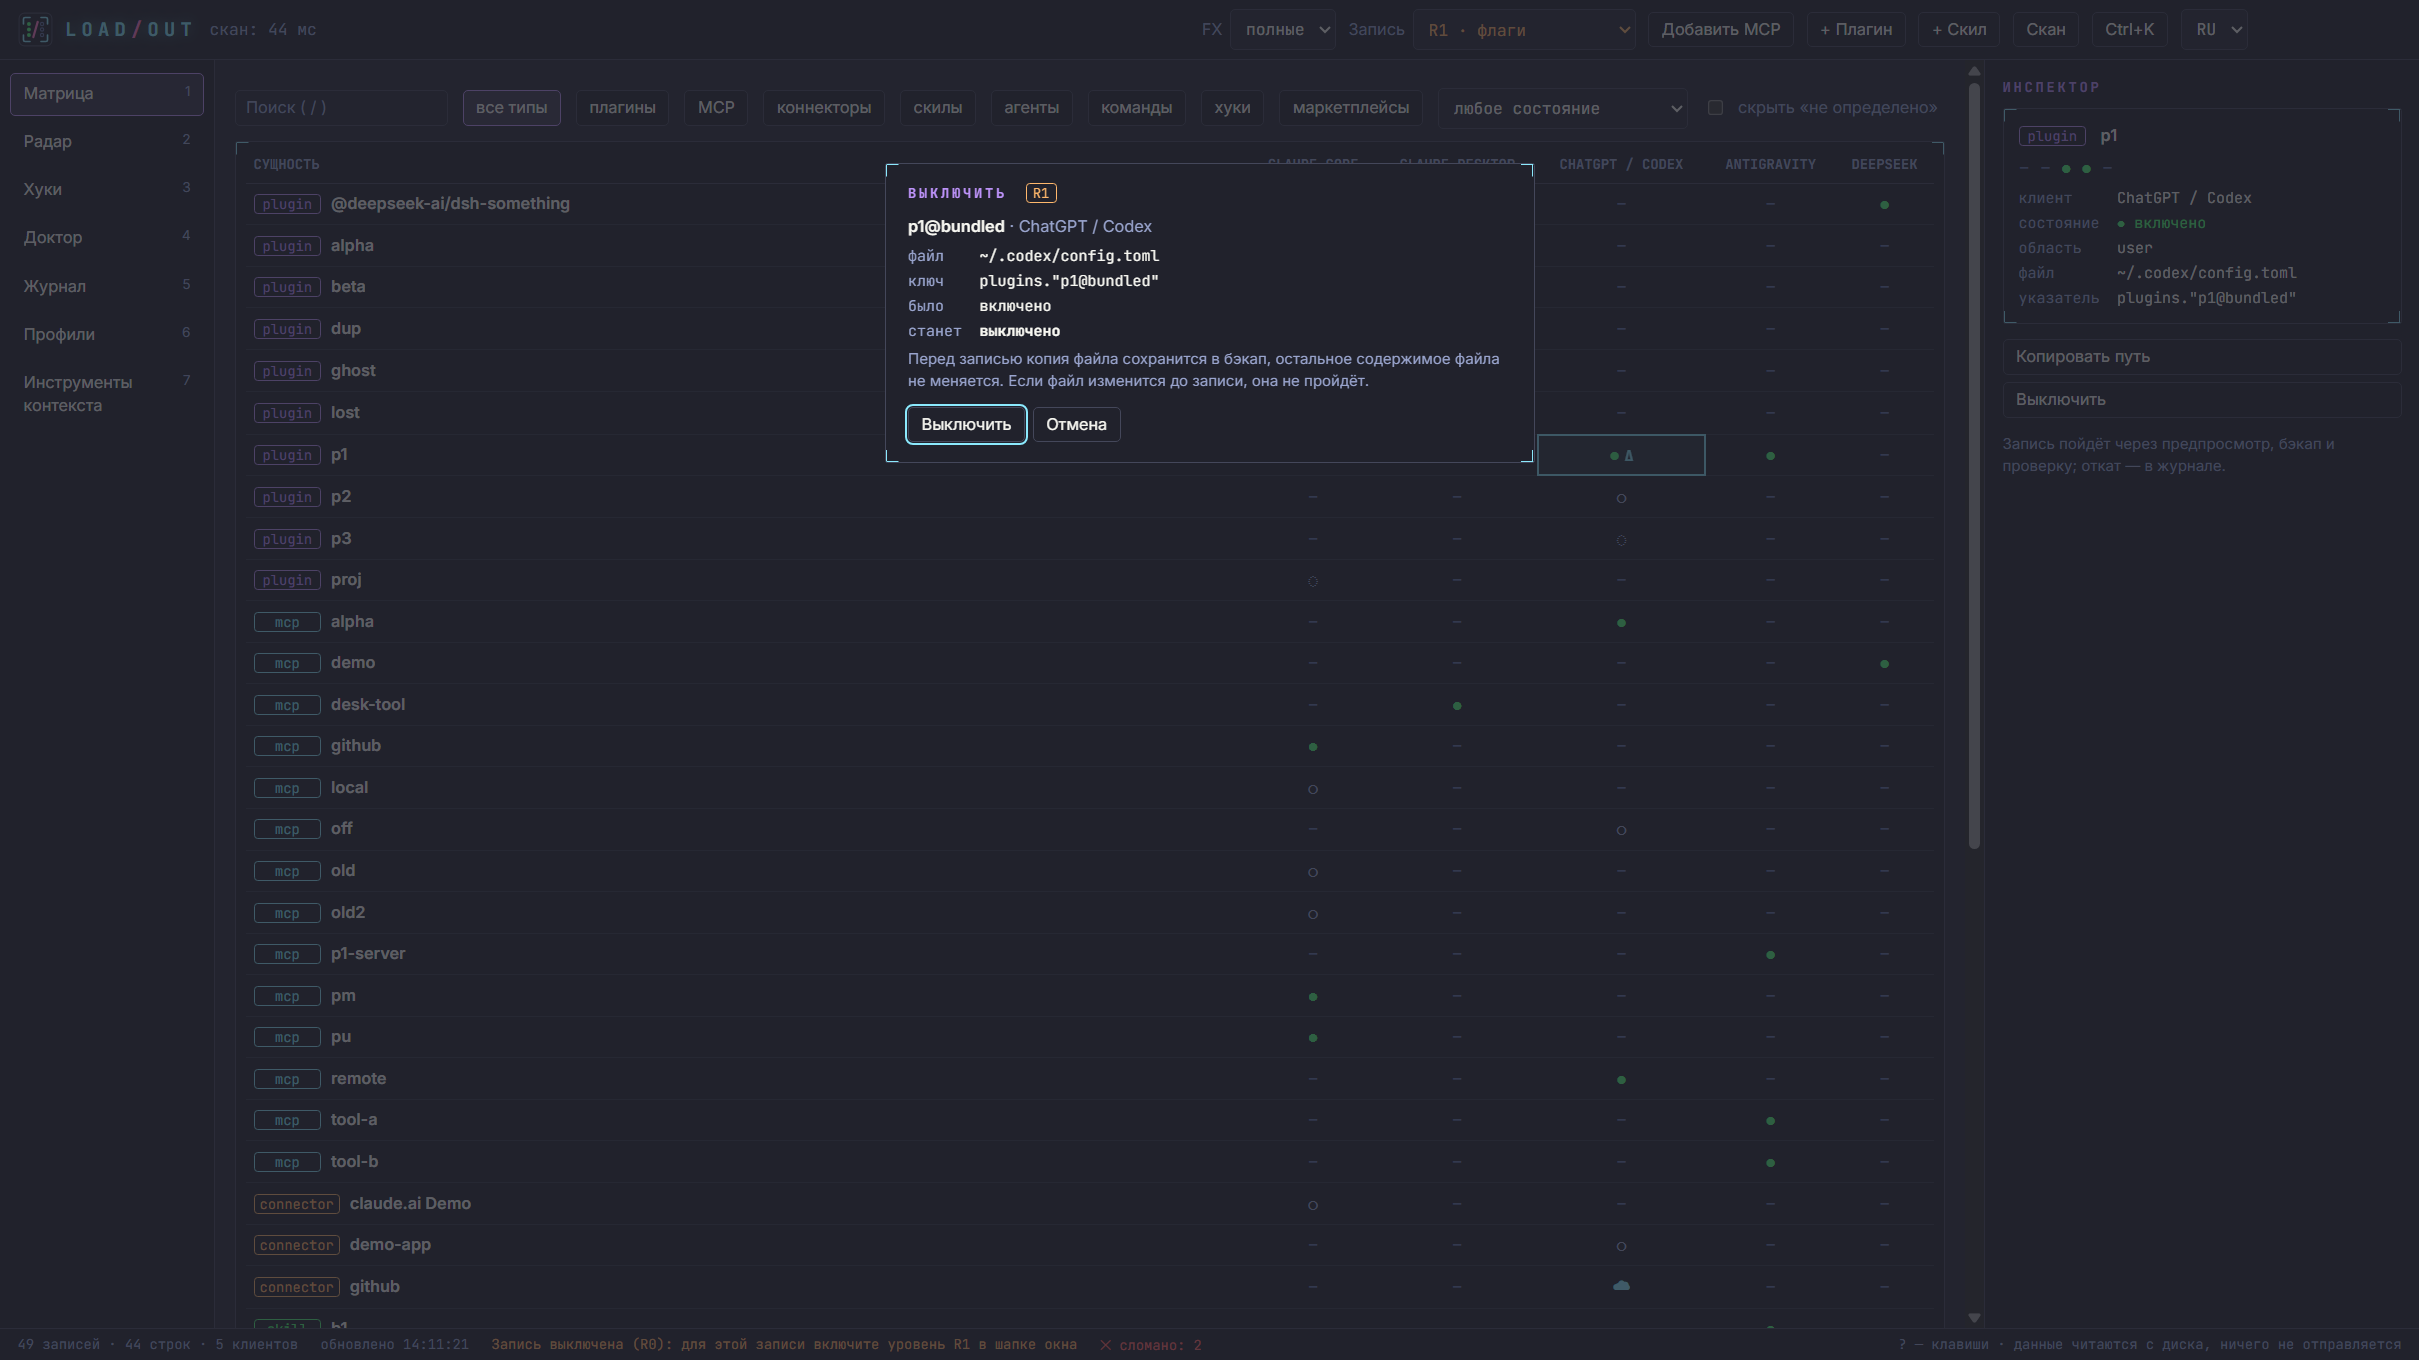 LOAD/OUT скан: 44 мс FX полные Запись R1 · флаги Добавить MCP + Плагин + Скил Скан Ctrl+K RU
Матрица 1
Радар 2
Хуки 3
Доктор 4
Журнал 5
Профили 6
Инструменты контекста 7
Поиск ( / ) все типы плагины MCP коннекторы скилы агенты команды хуки маркетплейсы любое состояние скрыть «не определено»
СУЩНОСТЬ CLAUDE CODE CLAUDE DESKTOP CHATGPT / CODEX ANTIGRAVITY DEEPSEEK
plugin @deepseek-ai/dsh-something
plugin alpha
plugin beta
plugin dup
plugin ghost
plugin lost
plugin p1 Δ
plugin p2
plugin p3
plugin proj
mcp alpha
mcp demo
mcp desk-tool
mcp github
mcp local
mcp off
mcp old
mcp old2
mcp p1-server
mcp pm
mcp pu
mcp remote
mcp tool-a
mcp tool-b
connector claude.ai Demo
connector demo-app
connector github
skill b1
ВЫКЛЮЧИТЬ R1
p1@bundled · ChatGPT / Codex
файл ~/.codex/config.toml
ключ plugins."p1@bundled"
было включено
станет выключено
Перед записью копия файла сохранится в бэкап, остальное содержимое файла
не меняется. Если файл изменится до записи, она не пройдёт.
Выключить Отмена
ИНСПЕКТОР
plugin p1
клиент ChatGPT / Codex
состояние включено
область user
файл ~/.codex/config.toml
указатель plugins."p1@bundled"
Копировать путь
Выключить
Запись пойдёт через предпросмотр, бэкап и
проверку; откат — в журнале.
49 записей · 44 строк · 5 клиентов обновлено 14:11:21 Запись выключена (R0): для этой записи включите уровень R1 в шапке окна ✕ сломано: 2 ? — клавиши · данные читаются с диска, ничего не отправляется